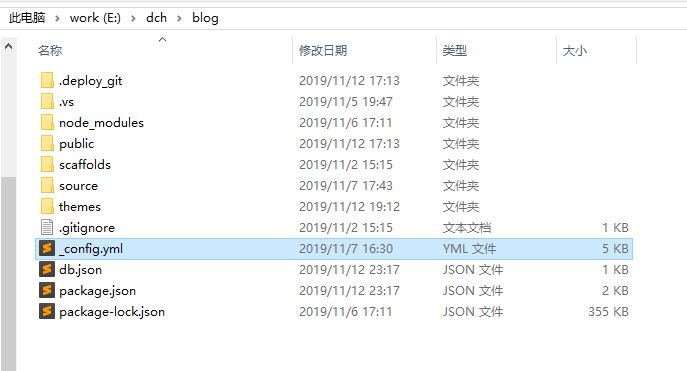 此电脑 › work (E:) › dch › blog
名称 修改日期 类型 大小
.deploy_git 2019/11/12 17:13 文件夹
.vs 2019/11/5 19:47 文件夹
node_modules 2019/11/6 17:11 文件夹
public 2019/11/12 17:13 文件夹
scaffolds 2019/11/2 15:15 文件夹
source 2019/11/7 17:43 文件夹
themes 2019/11/12 19:12 文件夹
.gitignore 2019/11/2 15:15 文本文档 1 KB
_config.yml 2019/11/7 16:30 YML 文件 5 KB
db.json 2019/11/12 23:17 JSON 文件 1 KB
package.json 2019/11/12 23:17 JSON 文件 2 KB
package-lock.json 2019/11/6 17:11 JSON 文件 355 KB